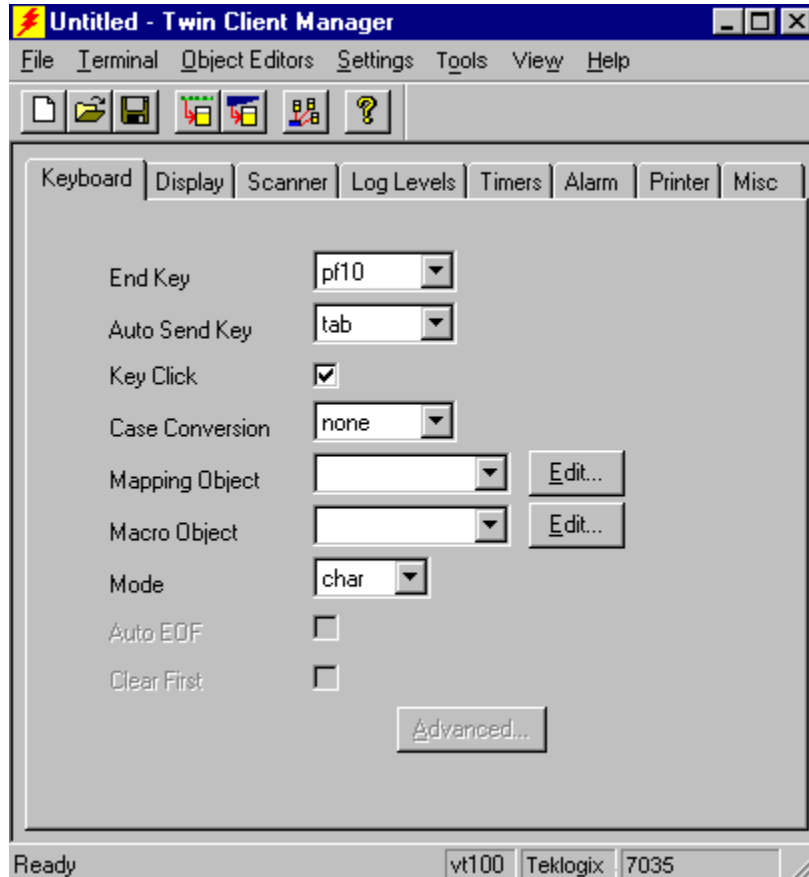 Untitled - Twin Client Manager
File Terminal Object Editors Settings Tools View Help
Keyboard Display Scanner Log Levels Timers Alarm Printer Misc
End Key pf10
Auto Send Key tab
Key Click
Case Conversion none
Mapping Object Edit...
Macro Object Edit...
Mode char
Auto EOF
Clear First
Advanced...
Ready vt100 Teklogix 7035